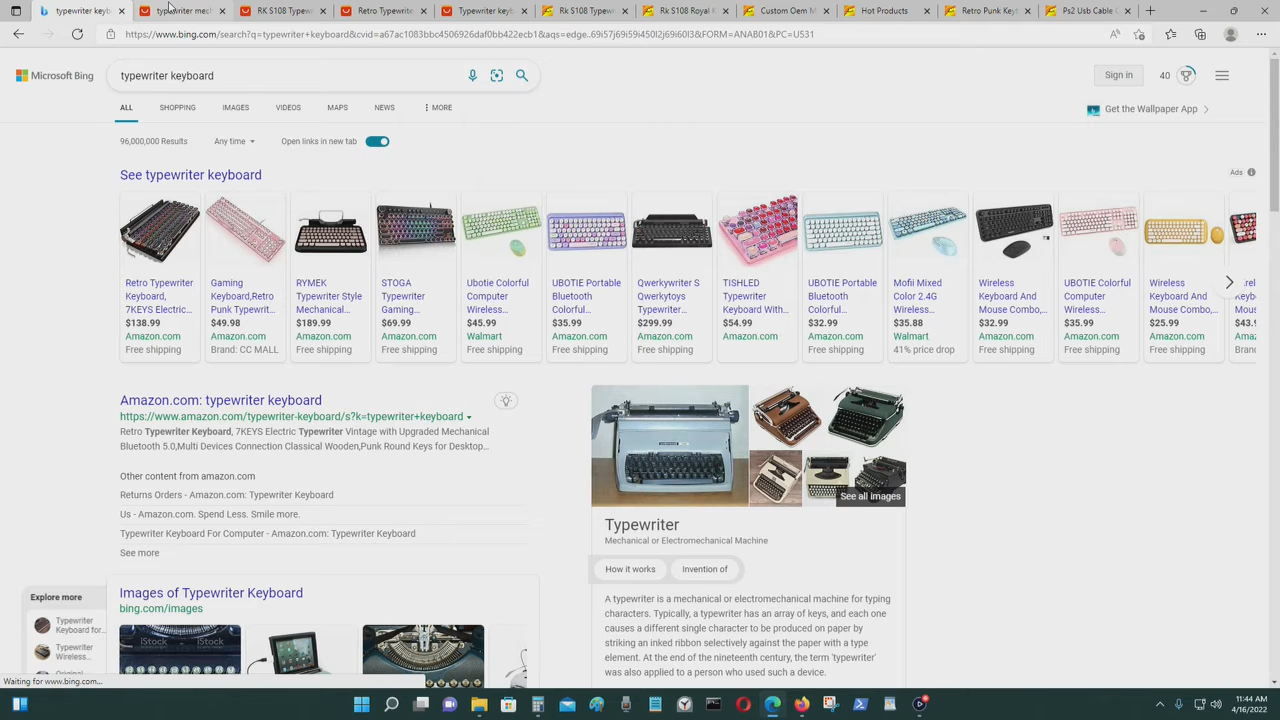 typewriter keyb
Typewriter mecl
RK S108 Typew
Retro Typewrite
Typewriter key
Rk S108 Typew
Rk S108 Royal
Custom Oem M
Hot Products
Typewriter Keyb
Ps2 Usb Cable
https://www.bing.com/search?q=typewriter+keyboard&cvid=a67ac1083bbc4506926daf0bb422ecb1&aqs=edge..69i57j69i59i450l2j69i60l3&FORM=ANAB01&PC=U531
Microsoft Bing
typewriter keyboard
Sign in
40
ALL
SHOPPING
IMAGES
VIDEOS
MAPS
NEWS
MORE
Get the Wallpaper App
96,000,000 Results
Any time
Open links in new tab
See typewriter keyboard
Ads
Retro Typewriter
Keyboard,
7KEYS Electric...
$138.99
Amazon.com
Free shipping
Gaming
Keyboard,Retro
Punk Typewrit...
$49.98
Amazon.com
Brand: CC MALL
RYMEK
Typewriter Style
Mechanical...
$189.99
Amazon.com
Free shipping
STOGA
Typewriter
Gaming...
$69.99
Amazon.com
Free shipping
Ubotie Colorful
Computer
Wireless...
$45.99
Walmart
Free shipping
UBOTIE Portable
Bluetooth
Colorful...
$35.99
Amazon.com
Free shipping
Qwerkywriter S
Qwerkytoys
Typewriter...
$299.99
Amazon.com
Free shipping
TISHLED
Typewriter
Keyboard With...
$54.99
Amazon.com
UBOTIE Portable
Bluetooth
Colorful...
$32.99
Amazon.com
Free shipping
Mofii Mixed
Color 2.4G
Wireless...
$35.88
Walmart
41% price drop
Wireless
Keyboard And
Mouse Combo,...
$32.99
Amazon.com
Free shipping
UBOTIE Colorful
Computer
Wireless...
$35.99
Amazon.com
Free shipping
Wireless
Keyboard And
Mouse Combo,...
$25.99
Amazon.com
Free shipping
$43.9
Amaz
Brand
Amazon.com: typewriter keyboard
https://www.amazon.com/typewriter-keyboard/s?k=typewriter+keyboard
Retro Typewriter Keyboard, 7KEYS Electric Typewriter Vintage with Upgraded Mechanical
Bluetooth 5.0,Multi Devices Connection Classical Wooden,Punk Round Keys for Desktop...
Other content from amazon.com
Returns Orders - Amazon.com: Typewriter Keyboard
Us - Amazon.com. Spend Less. Smile more.
Typewriter Keyboard For Computer - Amazon.com: Typewriter Keyboard
See more
See all images
Typewriter
Mechanical or Electromechanical Machine
How it works
Invention of
A typewriter is a mechanical or electromechanical machine for typing
characters. Typically, a typewriter has an array of keys, and each one
causes a different single character to be produced on paper by
striking an inked ribbon selectively against the paper with a type
element. At the end of the nineteenth century, the term 'typewriter'
was also applied to a person who used such a device.
Explore more
Typewriter
Keyboard for...
Typewriter
Wireless...
Images of Typewriter Keyboard
bing.com/images
iStock
iStock
Waiting for www.bing.com...
11:44 AM
4/16/2022